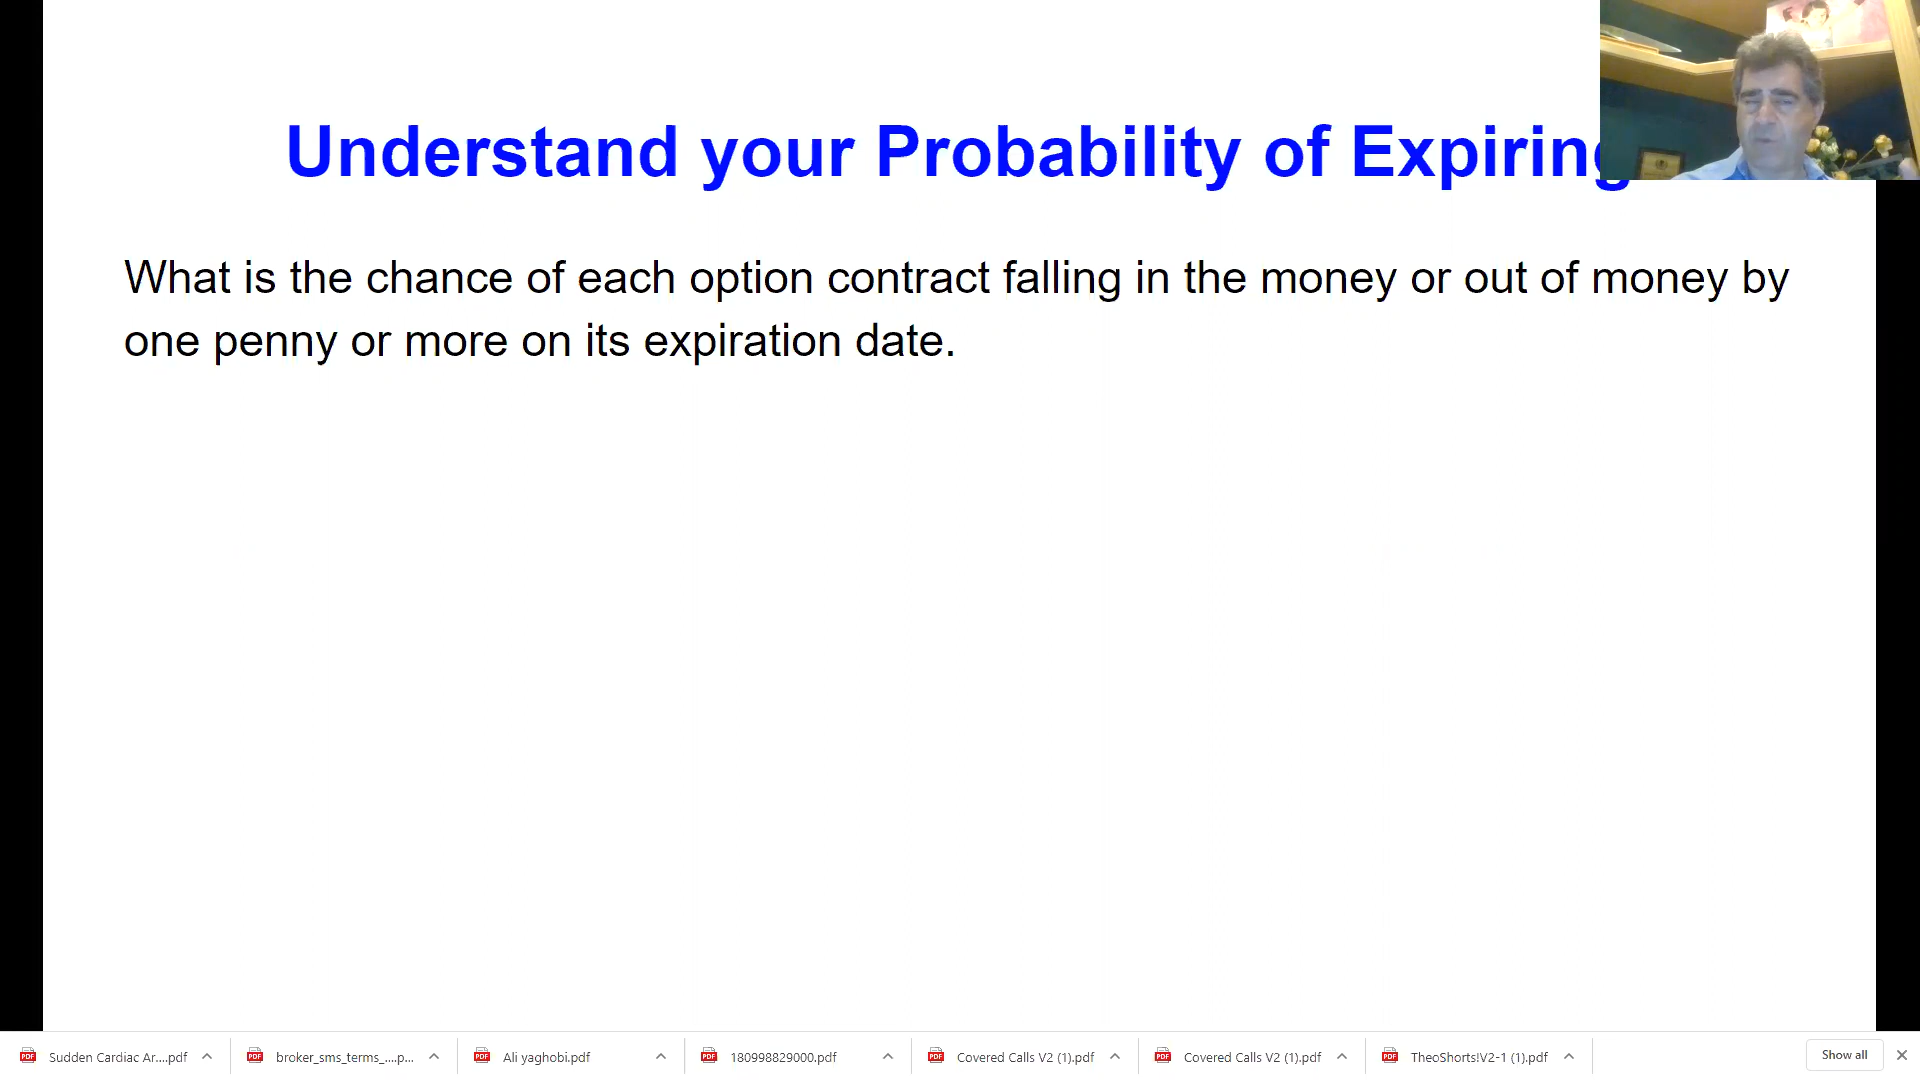 Understand your Probability of Expiring
What is the chance of each option contract falling in the money or out of money by
one penny or more on its expiration date.
Sudden Cardiac Ar....pdf
broker_sms_terms_....p...
Ali yaghobi.pdf
180998829000.pdf
Covered Calls V2 (1).pdf
Covered Calls V2 (1).pdf
TheoShorts!V2-1 (1).pdf
Show all